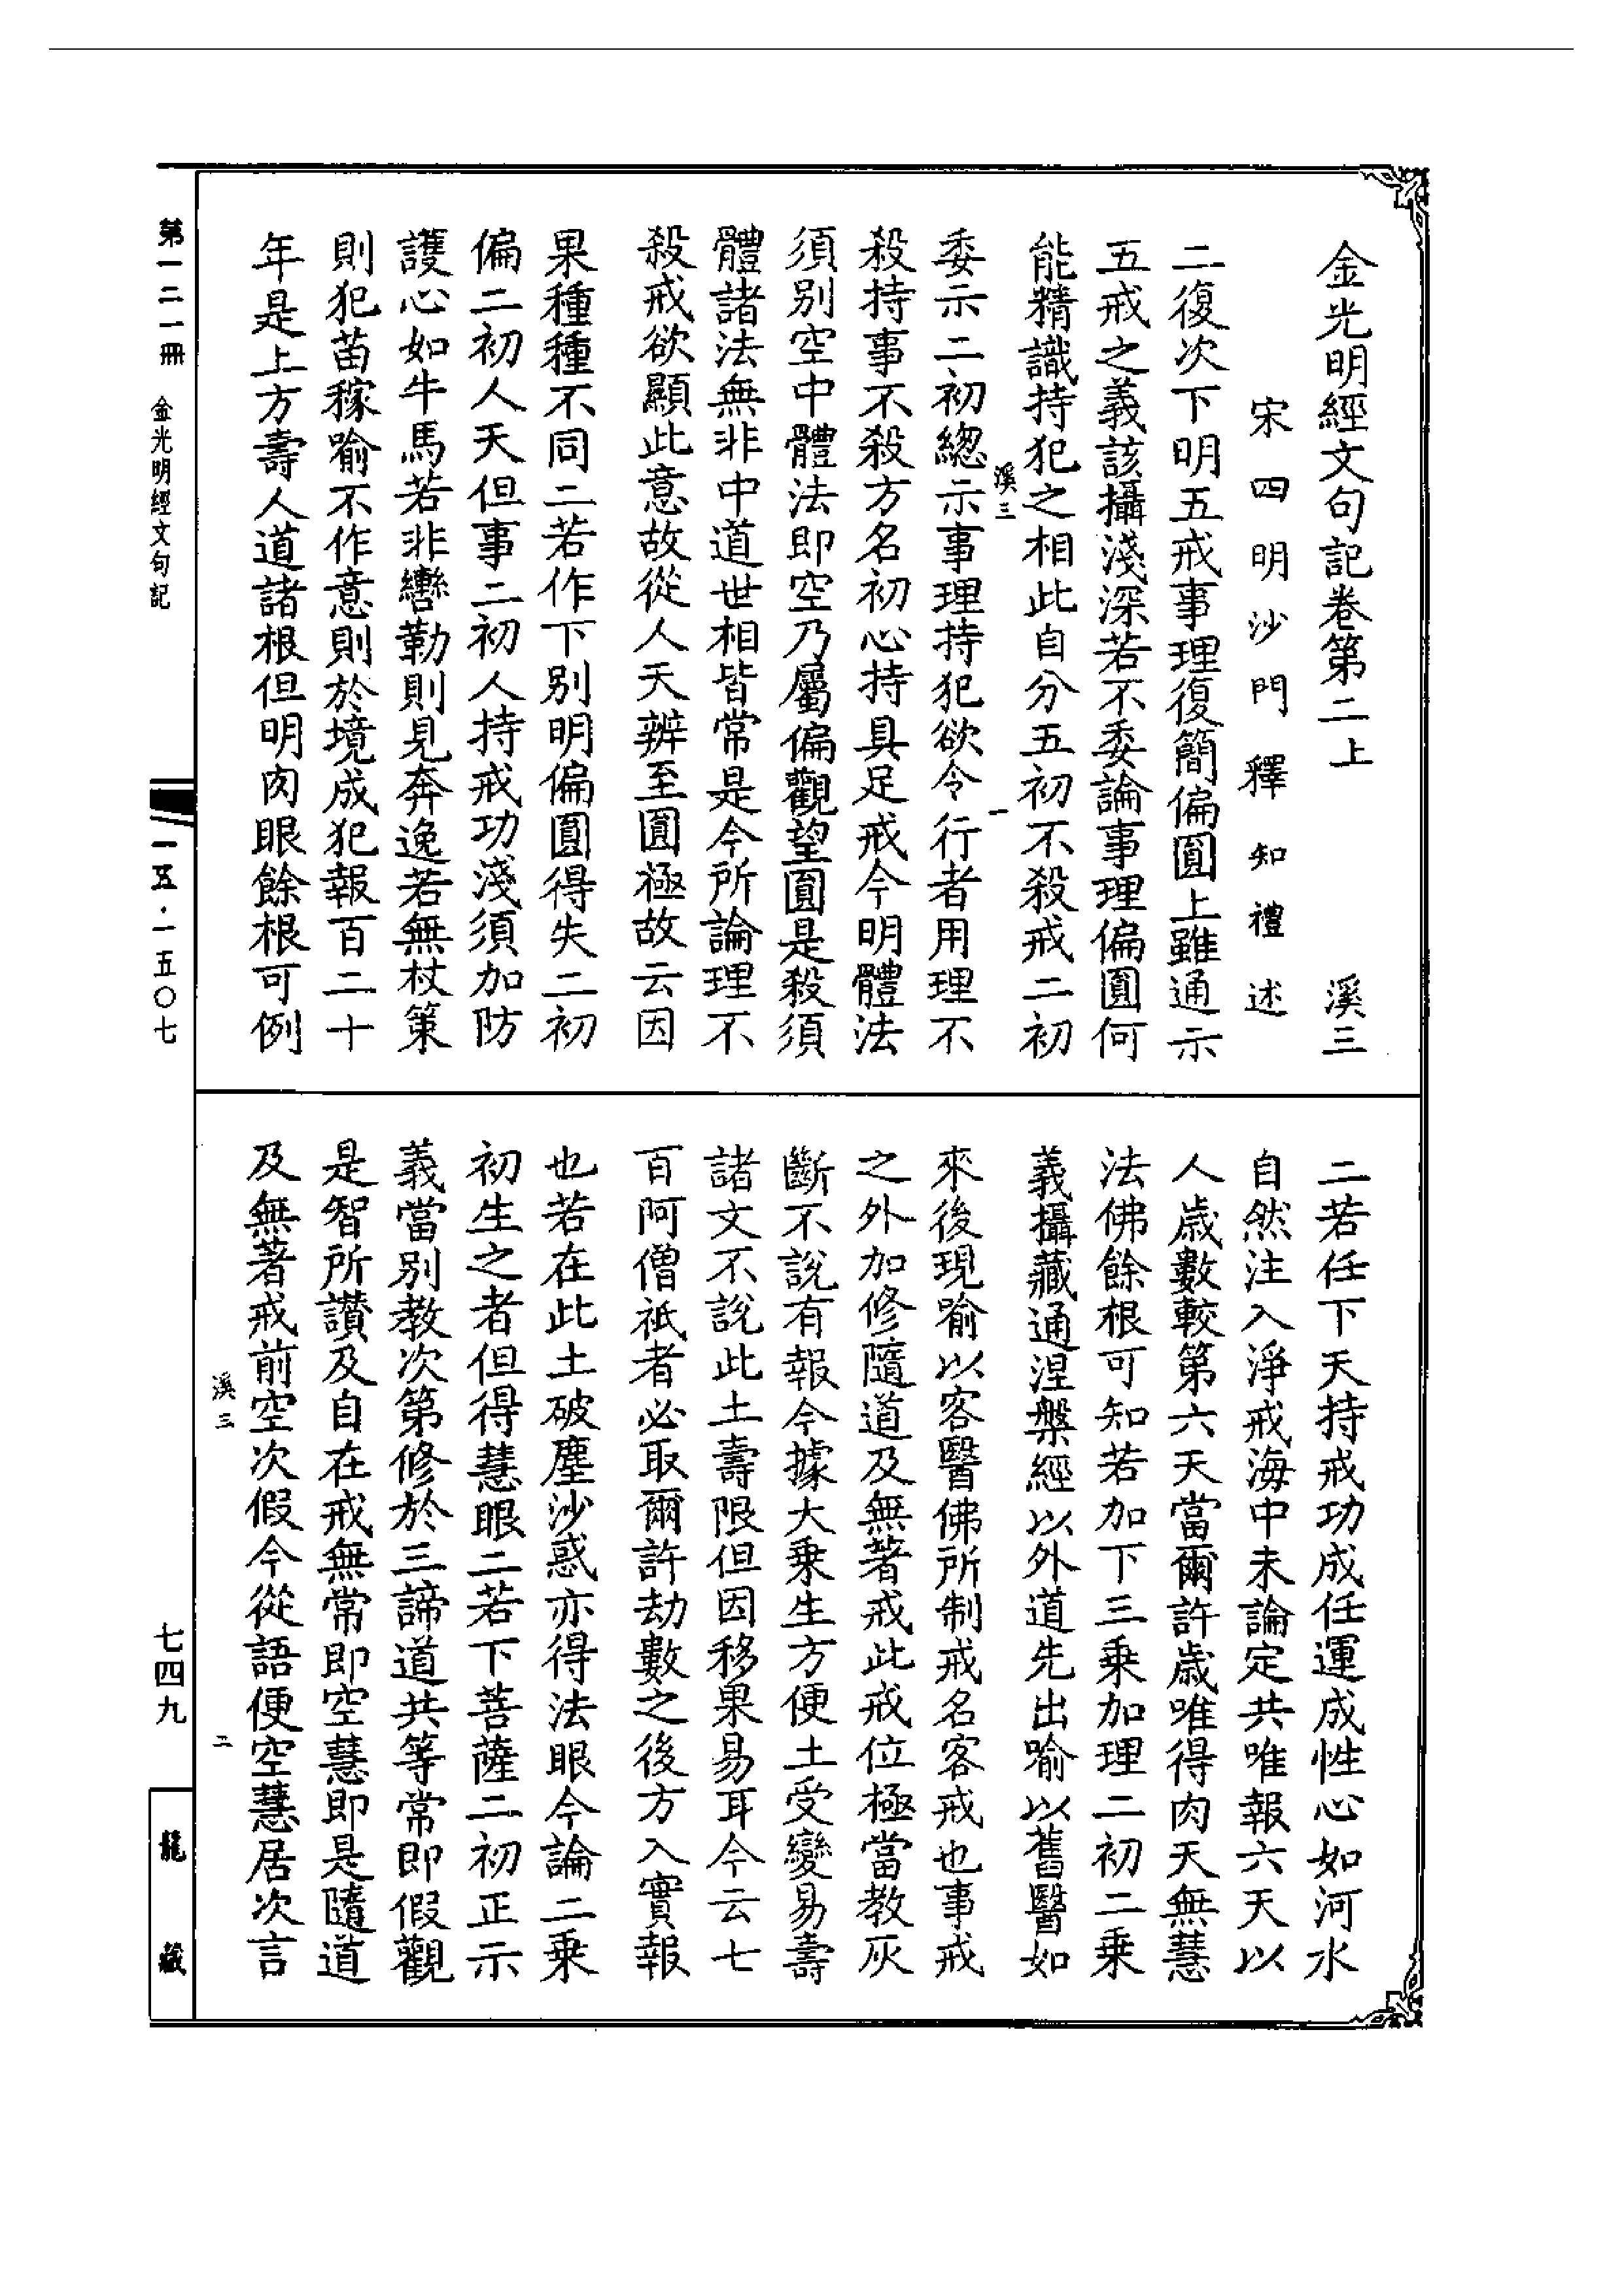 金光明經文句記卷第二上 溪三
宋四明沙門釋知禮述
二復次下明五戒事理復簡偏圓上雖通示
五戒之義該攝淺深若不委論事理偏圓何
能精識持犯之相此自分五初不殺戒二初
溪三 一
委示二初總示事理持犯欲令行者用理不
殺持事不殺方名初心持具足戒今明體法
須別空中體法即空乃屬偏觀望圓是殺須
體諸法無非中道世相皆常是今所論理不
殺戒欲顯此意故從人天辨至圓極故云因
果種種不同二若作下別明偏圓得失二初
偏二初人天但事二初人持戒功淺須加防
護心如牛馬若非轡勒則見奔逸若無杖策
則犯苗稼喻不作意則於境成犯報百二十
年是上方壽人道諸根但明肉眼餘根可例
二若任下天持戒功成任運成性心如河水
自然注入淨戒海中未論定共唯報六天以
人歲數較第六天當爾許歲唯得肉天無慧
法佛餘根可知若加下三乘加理二初二乘
義攝藏通涅槃經以外道先出喻以舊醫如
來後現喻以客醫佛所制戒名客戒也事戒
之外加修隨道及無著戒此戒位極當教灰
斷不說有報今據大乘生方便土受變易壽
諸文不說此土壽限但因移果易耳今云七
百阿僧祇者必取爾許劫數之後方入實報
也若在此土破塵沙惑亦得法眼今論二乘
初生之者但得慧眼二若下菩薩二初正示
義當別教次第修於三諦道共等常即假觀
是智所讚及自在戒無常即空慧即是隨道
及無著戒前空次假今從語便空慧居次言
溪三 二
第一二一冊 金光明經文句記
一五·一五〇七
七四九
龍藏